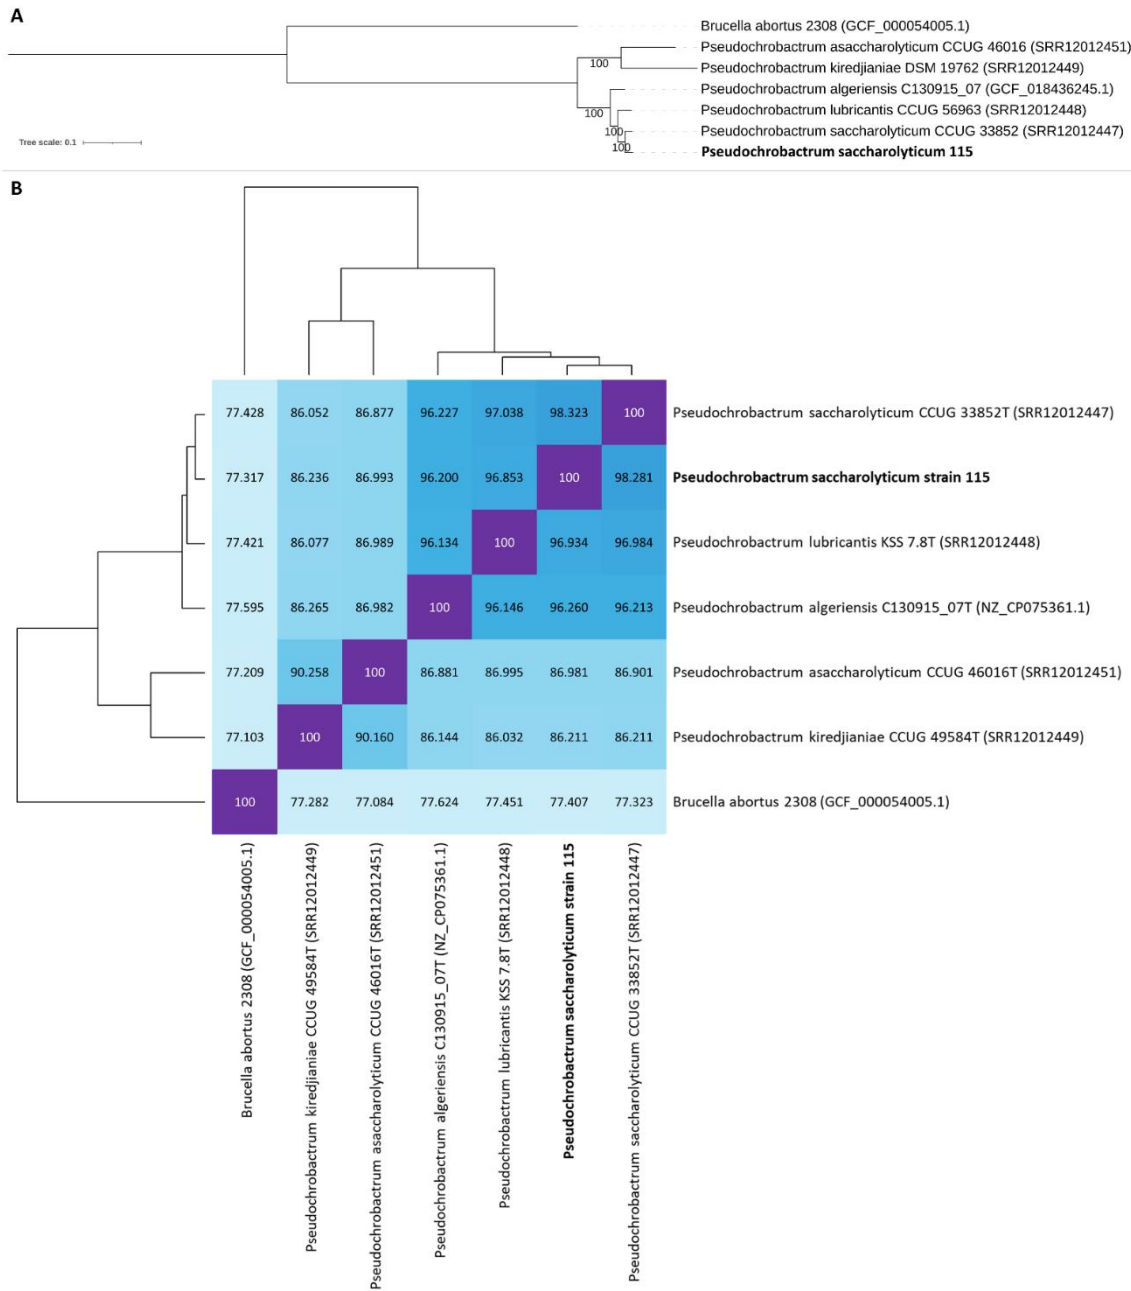 A
Brucella abortus 2308 (GCF_000054005.1)
Pseudochrobactrum asaccharolyticum CCUG 46016 (SRR12012451)
100
Pseudochrobactrum kiredjianiae DSM 19762 (SRR12012449)
Pseudochrobactrum algeriensis C130915_07 (GCF_018436245.1)
100
Pseudochrobactrum lubricantis CCUG 56963 (SRR12012448)
100
Pseudochrobactrum saccharolyticum CCUG 33852 (SRR12012447)
Tree scale: 0.1
100
Pseudochrobactrum saccharolyticum 115
B
77.428 86.052 86.877 96.227 97.038 98.323 100 Pseudochrobactrum saccharolyticum CCUG 33852T (SRR12012447)
77.317 86.236 86.993 96.200 96.853 100 98.281 Pseudochrobactrum saccharolyticum strain 115
77.421 86.077 86.989 96.134 100 96.934 96.984 Pseudochrobactrum lubricantis KSS 7.8T (SRR12012448)
77.595 86.265 86.982 100 96.146 96.260 96.213 Pseudochrobactrum algeriensis C130915_07T (NZ_CP075361.1)
77.209 90.258 100 86.881 86.995 86.981 86.901 Pseudochrobactrum asaccharolyticum CCUG 46016T (SRR12012451)
77.103 100 90.160 86.144 86.032 86.211 86.211 Pseudochrobactrum kiredjianiae CCUG 49584T (SRR12012449)
100 77.282 77.084 77.624 77.451 77.407 77.323 Brucella abortus 2308 (GCF_000054005.1)
Brucella abortus 2308 (GCF_000054005.1)
Pseudochrobactrum kiredjianiae CCUG 49584T (SRR12012449)
Pseudochrobactrum asaccharolyticum CCUG 46016T (SRR12012451)
Pseudochrobactrum algeriensis C130915_07T (NZ_CP075361.1)
Pseudochrobactrum lubricantis KSS 7.8T (SRR12012448)
Pseudochrobactrum saccharolyticum strain 115
Pseudochrobactrum saccharolyticum CCUG 33852T (SRR12012447)